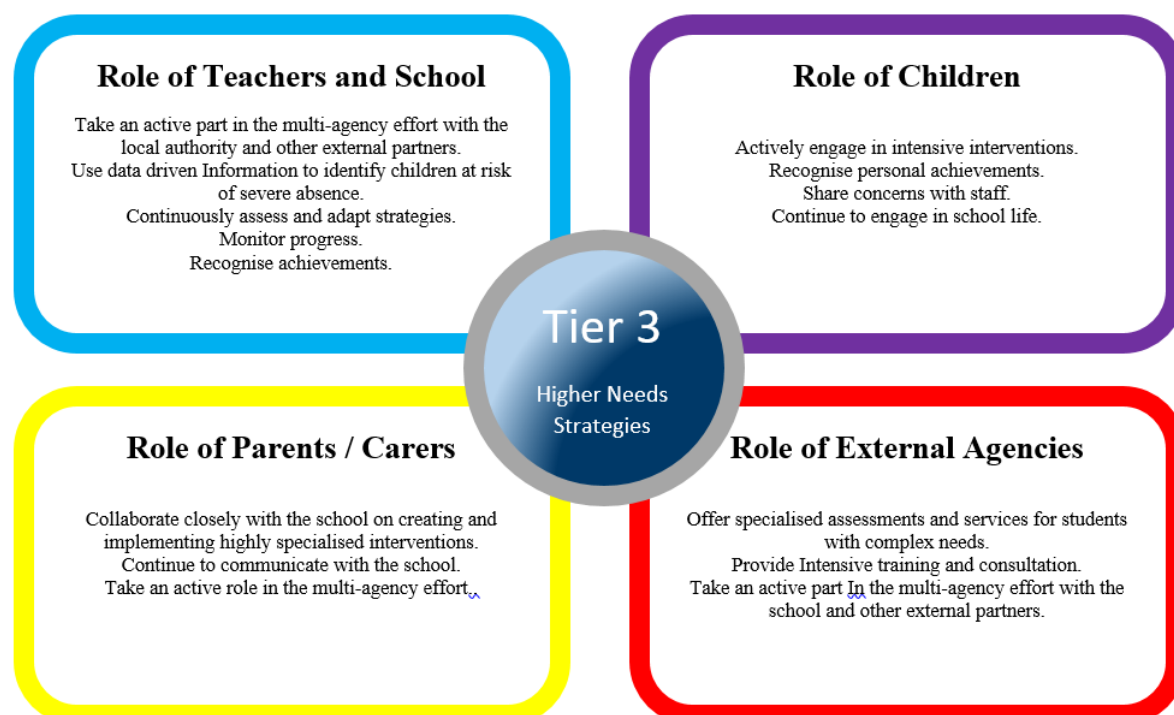 Role of Teachers and School
Take an active part in the multi-agency effort with the
local authority and other external partners.
Use data driven Information to identify children at risk
of severe absence.
Continuously assess and adapt strategies.
Monitor progress.
Recognise achievements.
Role of Children
Actively engage in intensive interventions.
Recognise personal achievements.
Share concerns with staff.
Continue to engage in school life.
Tier 3
Higher Needs
Strategies
Role of Parents / Carers
Collaborate closely with the school on creating and
implementing highly specialised interventions.
Continue to communicate with the school.
Take an active role in the multi-agency effort..
Role of External Agencies
Offer specialised assessments and services for students
with complex needs.
Provide Intensive training and consultation.
Take an active part In the multi-agency effort with the
school and other external partners.